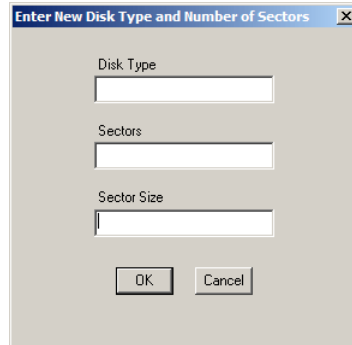 Enter New Disk Type and Number of Sectors
Disk Type
Sectors
Sector Size
OK Cancel